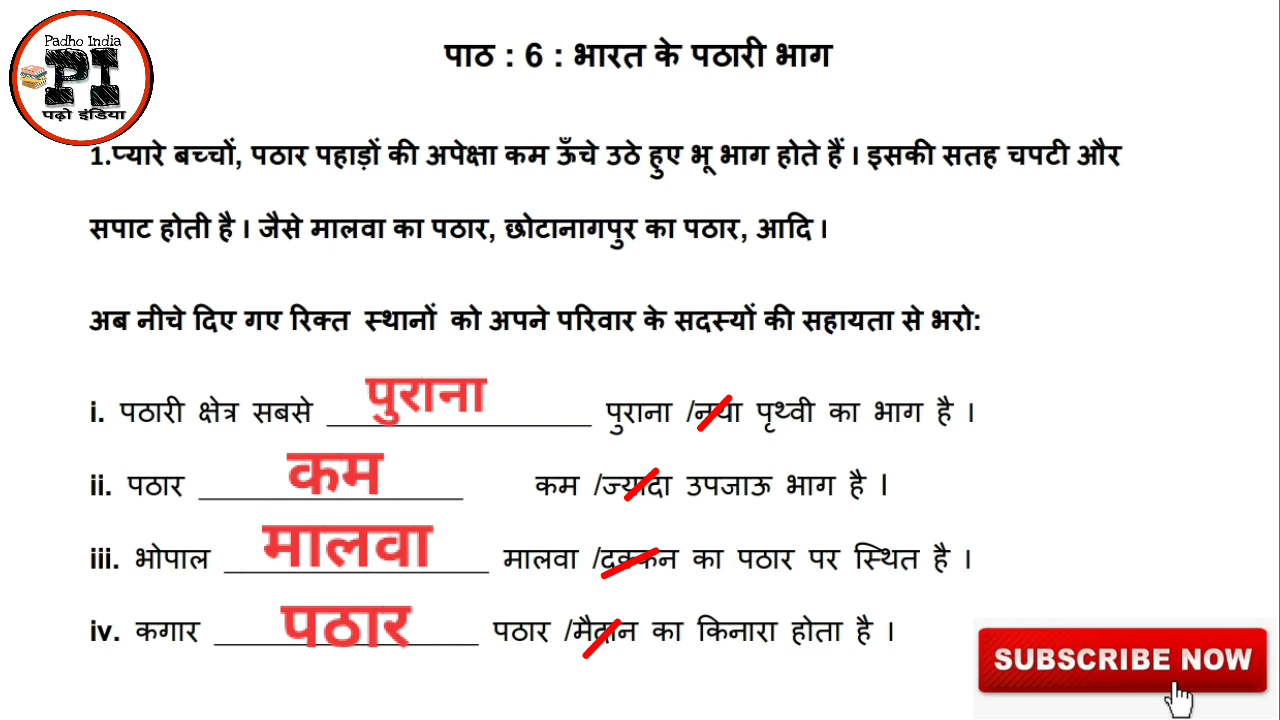 Padho India
PI
पढ़ो इंडिया
पाठ : 6 : भारत के पठारी भाग
1.प्यारे बच्चों, पठार पहाड़ों की अपेक्षा कम ऊँचे उठे हुए भू भाग होते हैं । इसकी सतह चपटी और
सपाट होती है । जैसे मालवा का पठार, छोटानागपुर का पठार, आदि ।
अब नीचे दिए गए रिक्त स्थानों को अपने परिवार के सदस्यों की सहायता से भरो:
i. पठारी क्षेत्र सबसे पुराना पुराना /नया पृथ्वी का भाग है ।
ii. पठार कम कम /ज्यादा उपजाऊ भाग है ।
iii. भोपाल मालवा मालवा /दक्कन का पठार पर स्थित है ।
iv. कगार पठार पठार /मैदान का किनारा होता है ।
SUBSCRIBE NOW